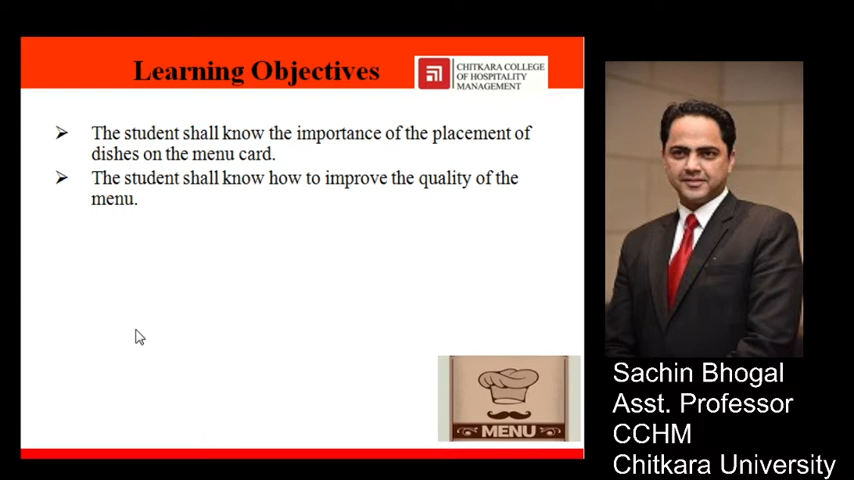 Learning Objectives
CHITKARA COLLEGE
OF HOSPITALITY
MANAGEMENT
The student shall know the importance of the placement of
dishes on the menu card.
The student shall know how to improve the quality of the
menu.
MENU
Sachin Bhogal
Asst. Professor
CCHM
Chitkara University